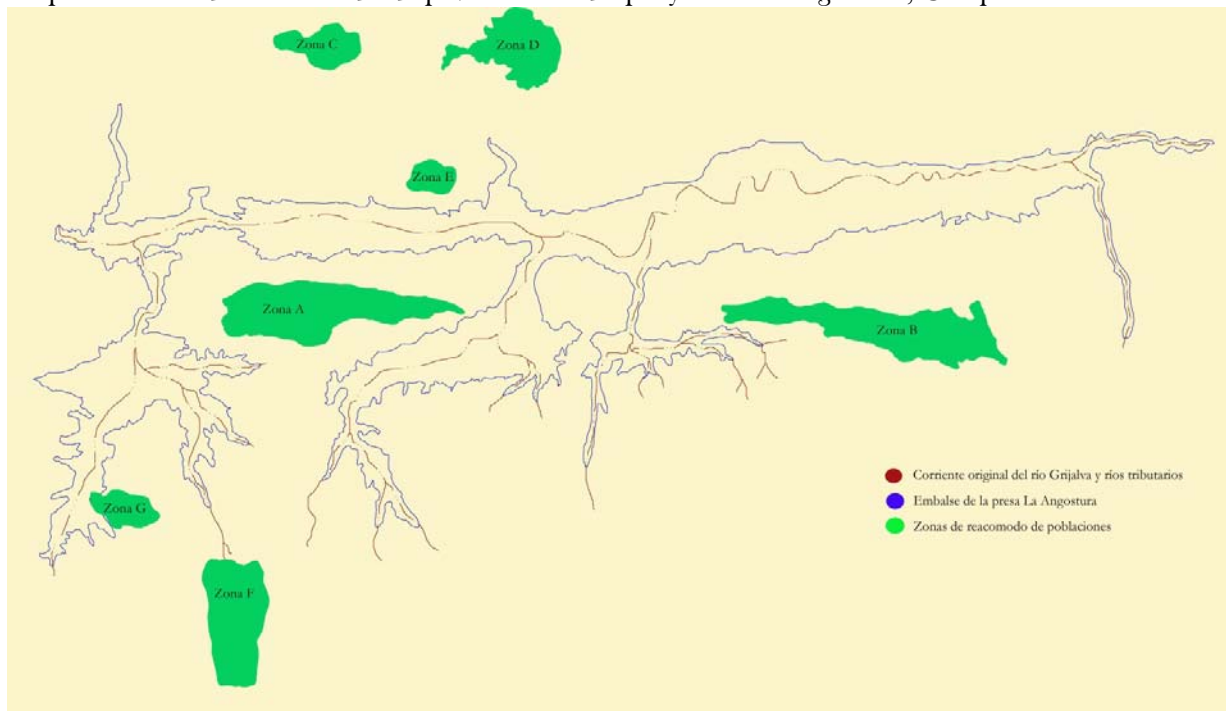 Zona C
Zona D
Zona E
Zona A
Zona B
Corriente original del río Grijalva y ríos tributarios
Embalse de la presa La Angostura
Zonas de reacomodo de poblaciones
Zona G
Zona F